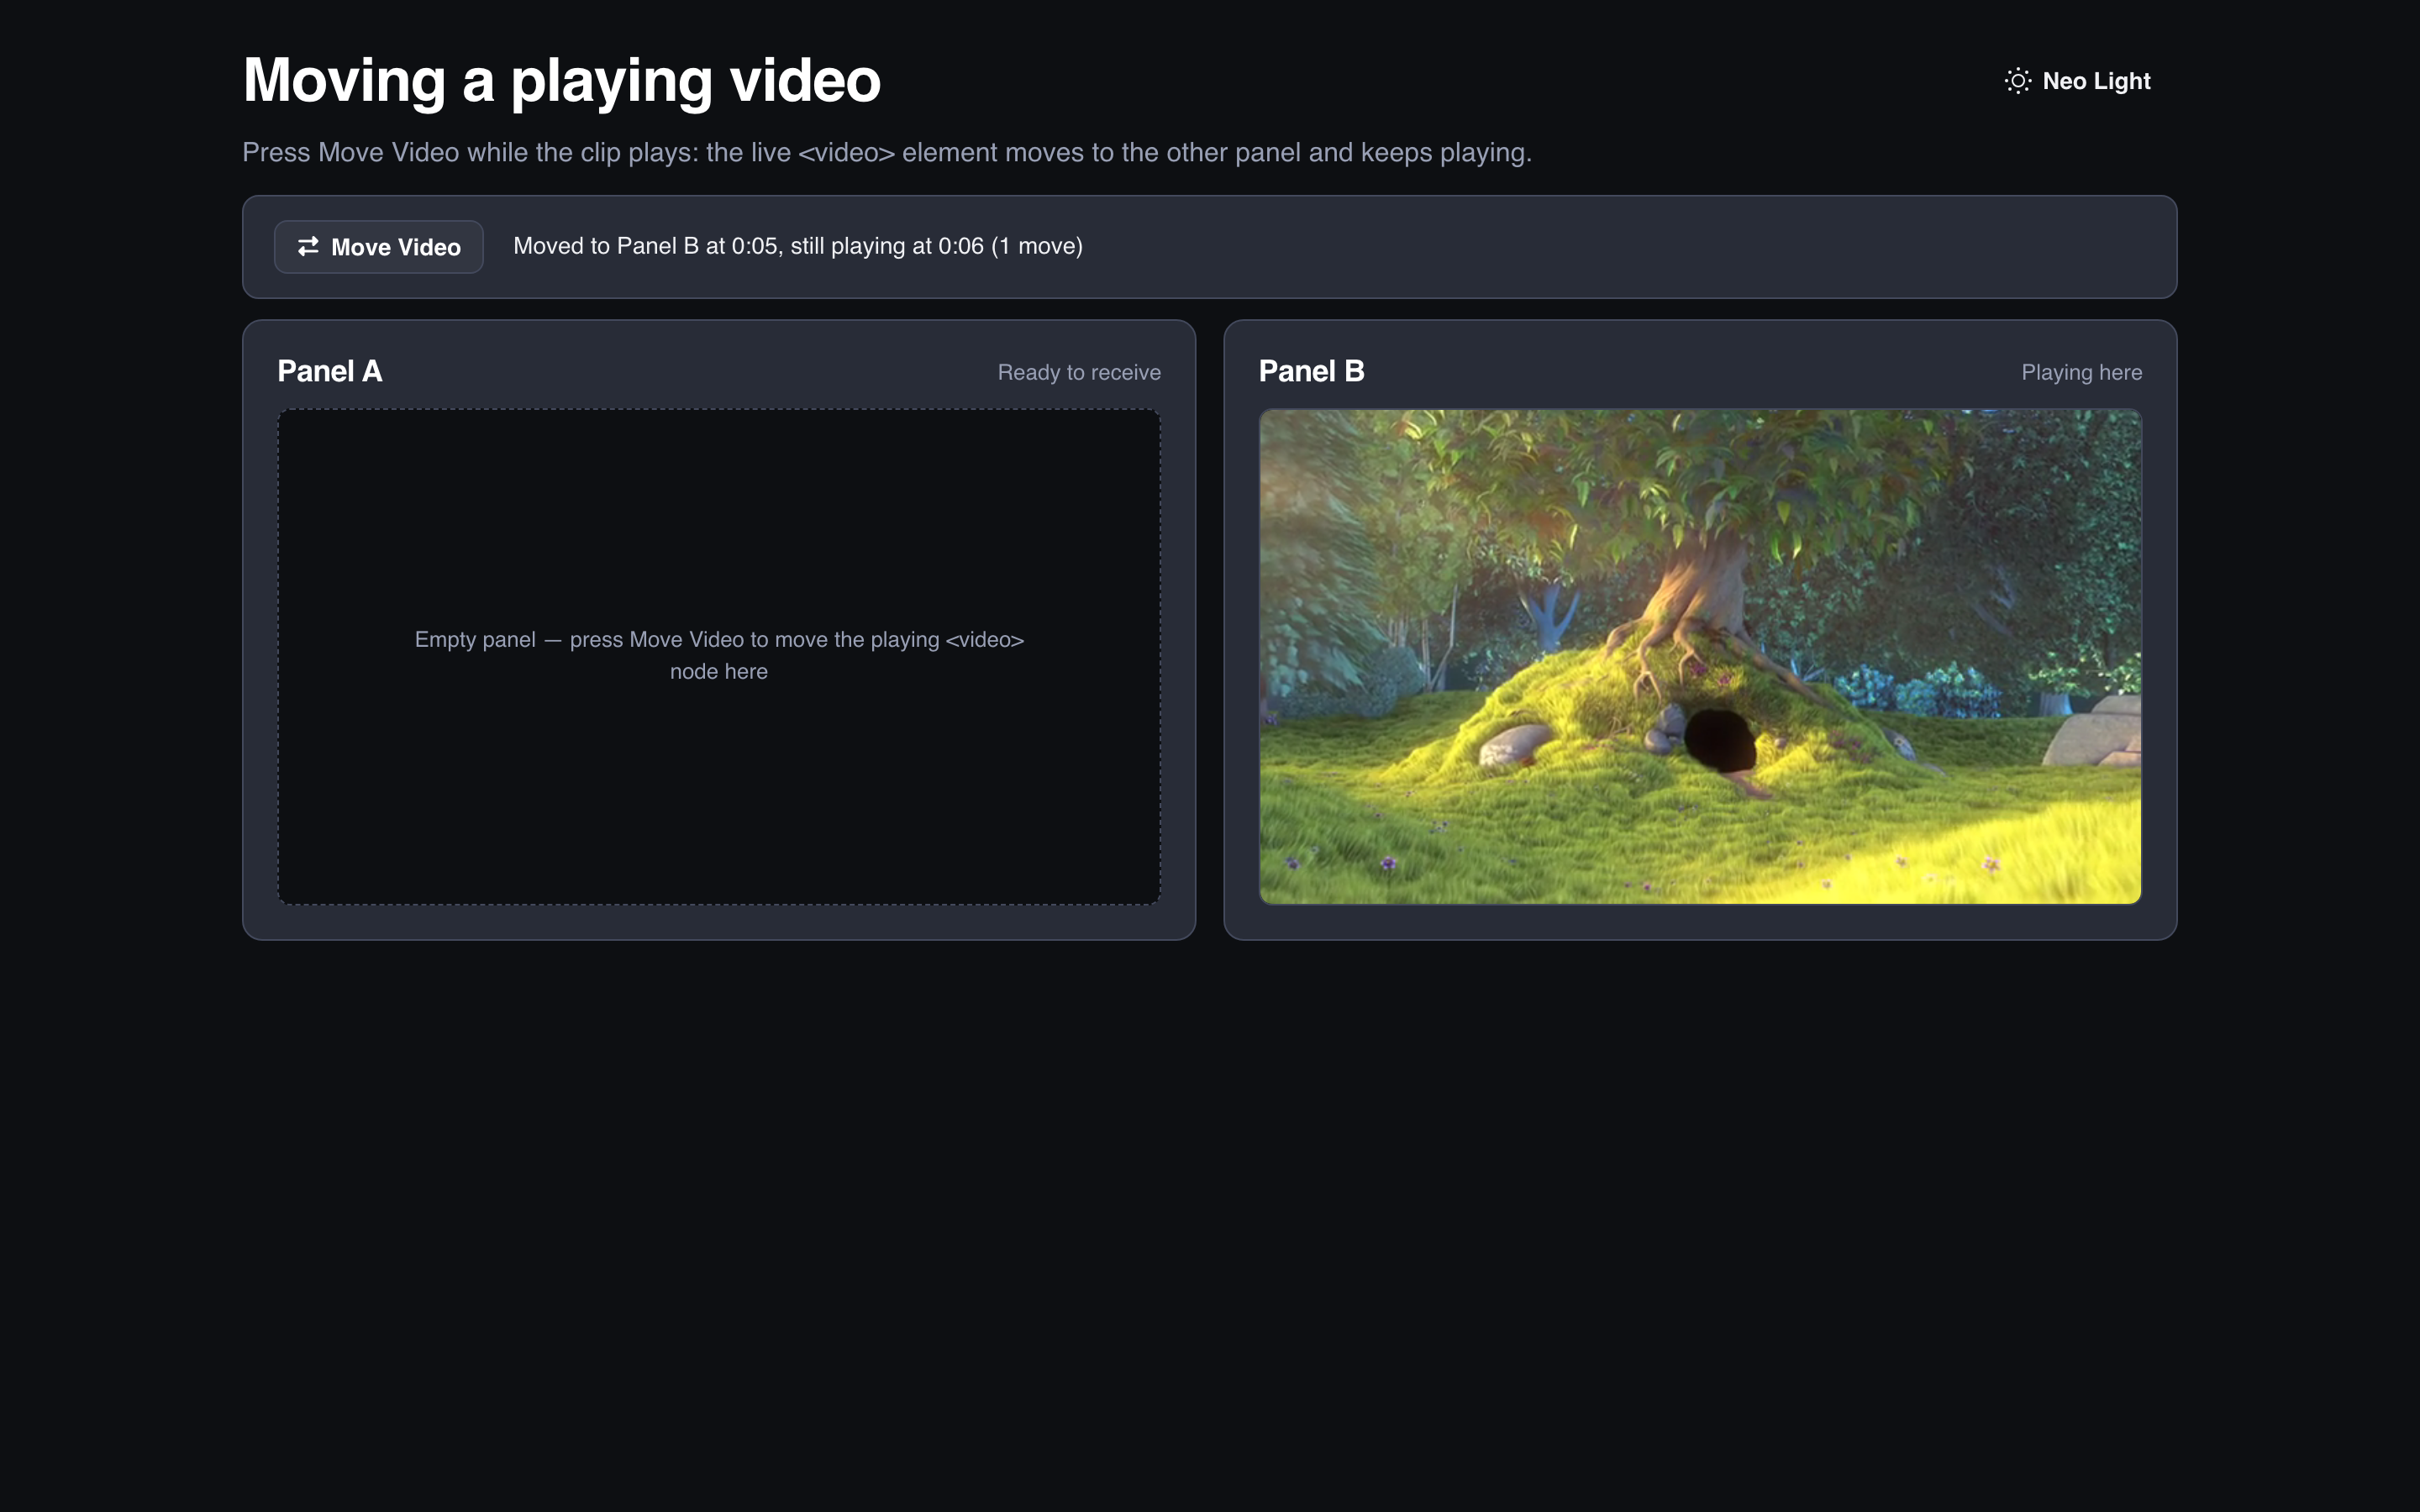 Moving a playing video
Neo Light
Press Move Video while the clip plays: the live <video> element moves to the other panel and keeps playing.
Move Video
Moved to Panel B at 0:05, still playing at 0:06 (1 move)
Panel A
Ready to receive
Empty panel — press Move Video to move the playing <video>
node here
Panel B
Playing here